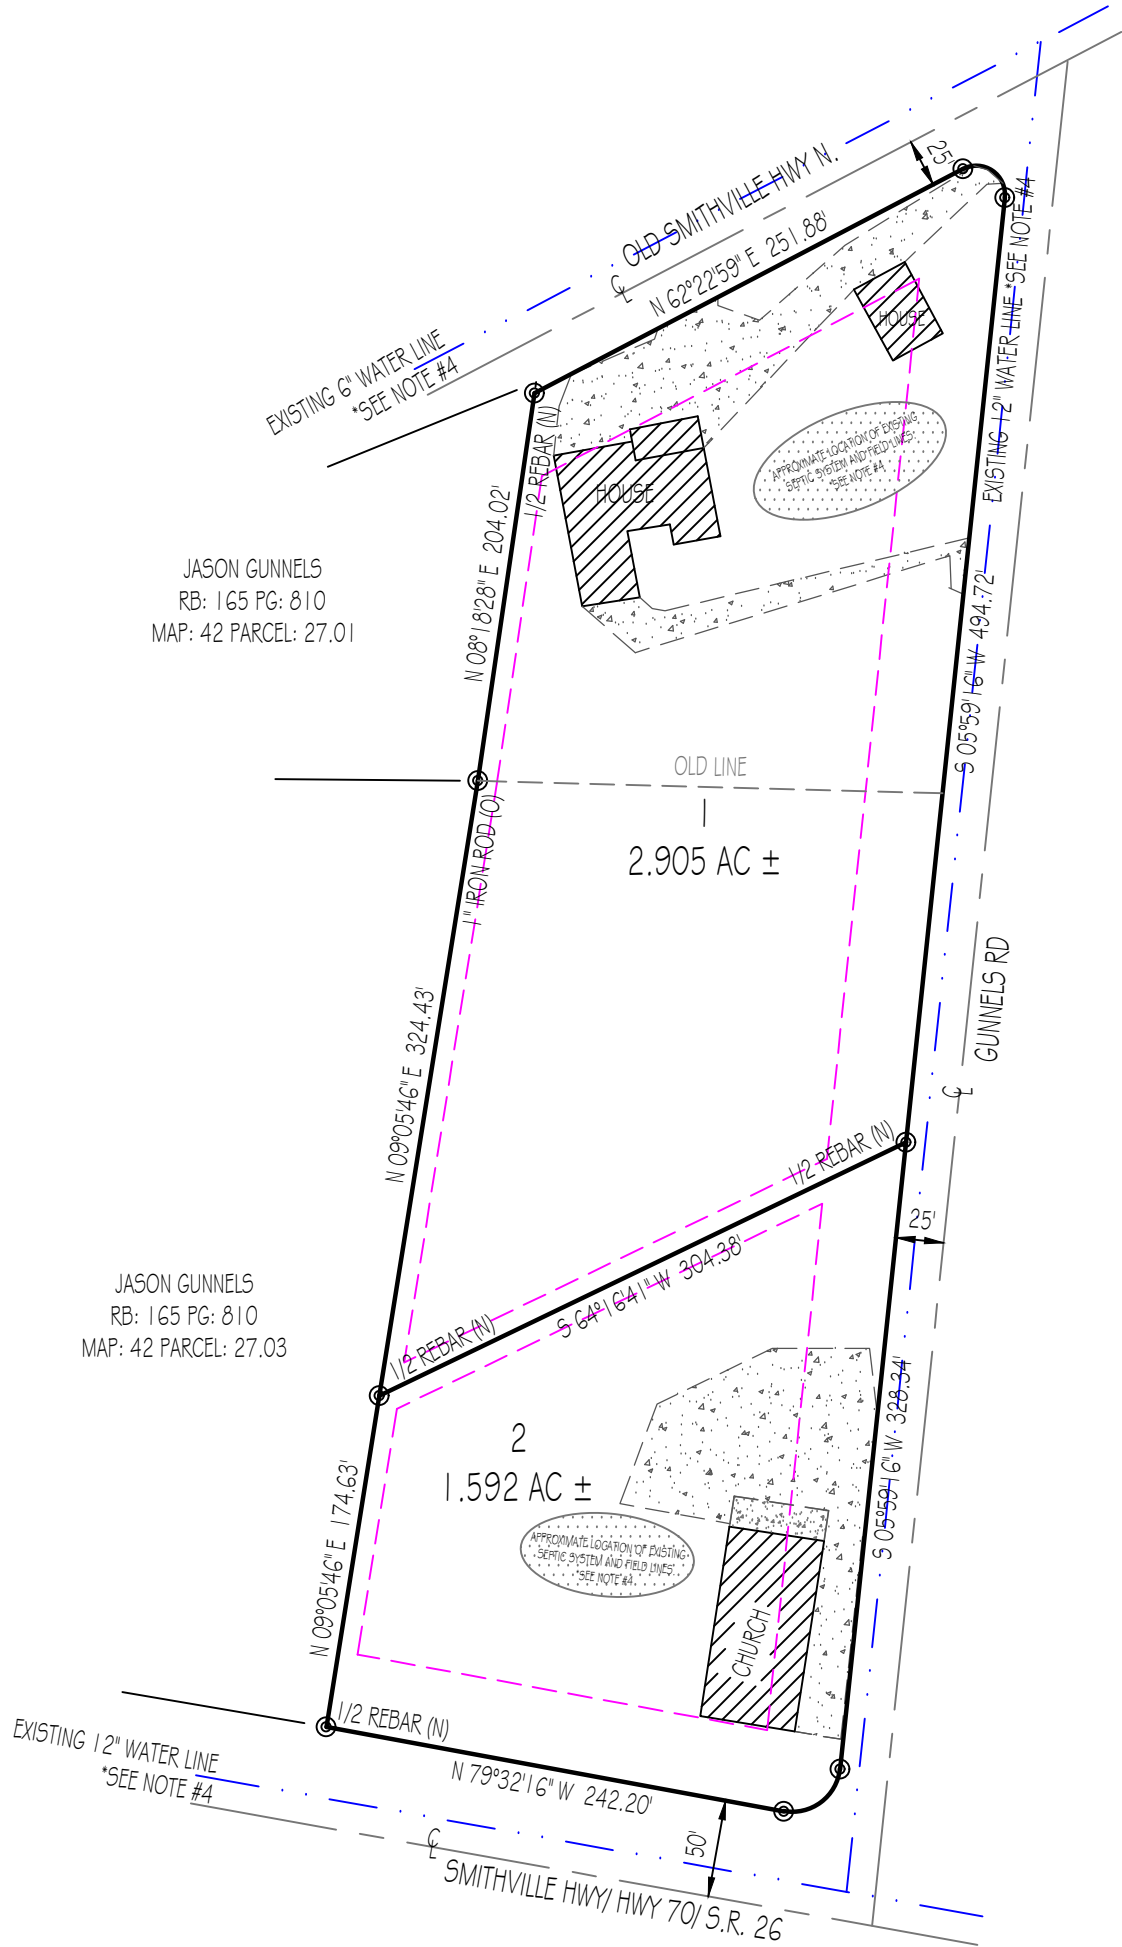 OLD SMITHVILLE HWY N.
25'
℄
N 62°22'59" E 251.88'
EXISTING 6" WATER LINE
*SEE NOTE #4
EXISTING 12" WATER LINE *SEE NOTE #4
HOUSE
1/2 REBAR (N)
HOUSE
APPROXIMATE LOCATION OF EXISTING
SEPTIC SYSTEM AND FIELD LINES
*SEE NOTE #4
N 08°18'28" E 204.02'
JASON GUNNELS
RB: 165 PG: 810
MAP: 42 PARCEL: 27.01
S 05°59'16" W 494.72'
OLD LINE
1
2.905 AC ±
1" IRON ROD (O)
GUNNELS RD
℄
N 09°05'46" E 324.43'
1/2 REBAR (N)
25'
S 64°16'41" W 304.38'
1/2 REBAR (N)
JASON GUNNELS
RB: 165 PG: 810
MAP: 42 PARCEL: 27.03
S 05°59'16" W 328.34'
2
1.592 AC ±
N 09°05'46" E 174.63'
APPROXIMATE LOCATION OF EXISTING
SEPTIC SYSTEM AND FIELD LINES
*SEE NOTE #4
CHURCH
1/2 REBAR (N)
EXISTING 12" WATER LINE
*SEE NOTE #4
N 79°32'16" W 242.20'
50'
℄
SMITHVILLE HWY/ HWY 70/ S.R. 26